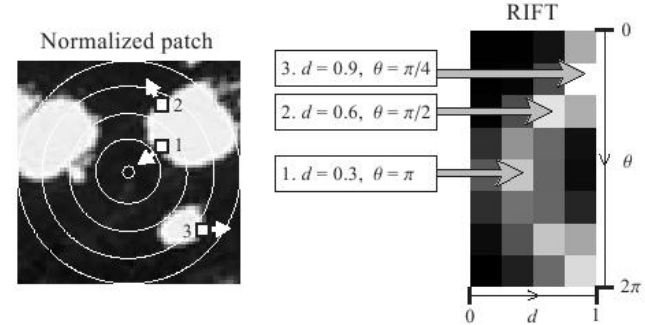 Normalized patch
2
1
3
3. d = 0.9, θ = π/4
2. d = 0.6, θ = π/2
1. d = 0.3, θ = π
RIFT
0
θ
2π
0
d
1